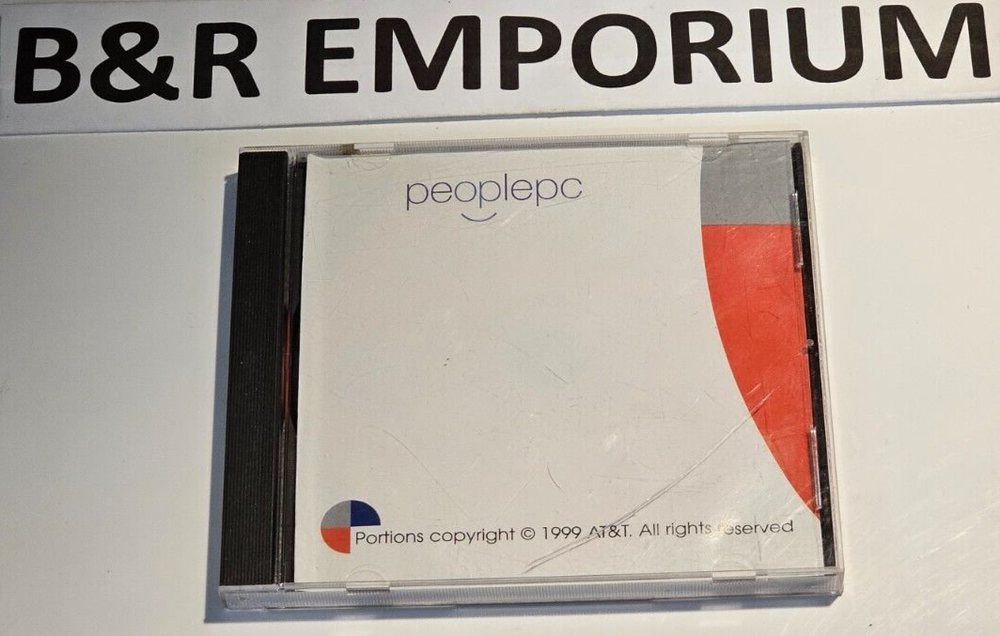 B&R EMPORIUM
peoplepc
Portions copyright © 1999 AT&T. All rights reserved